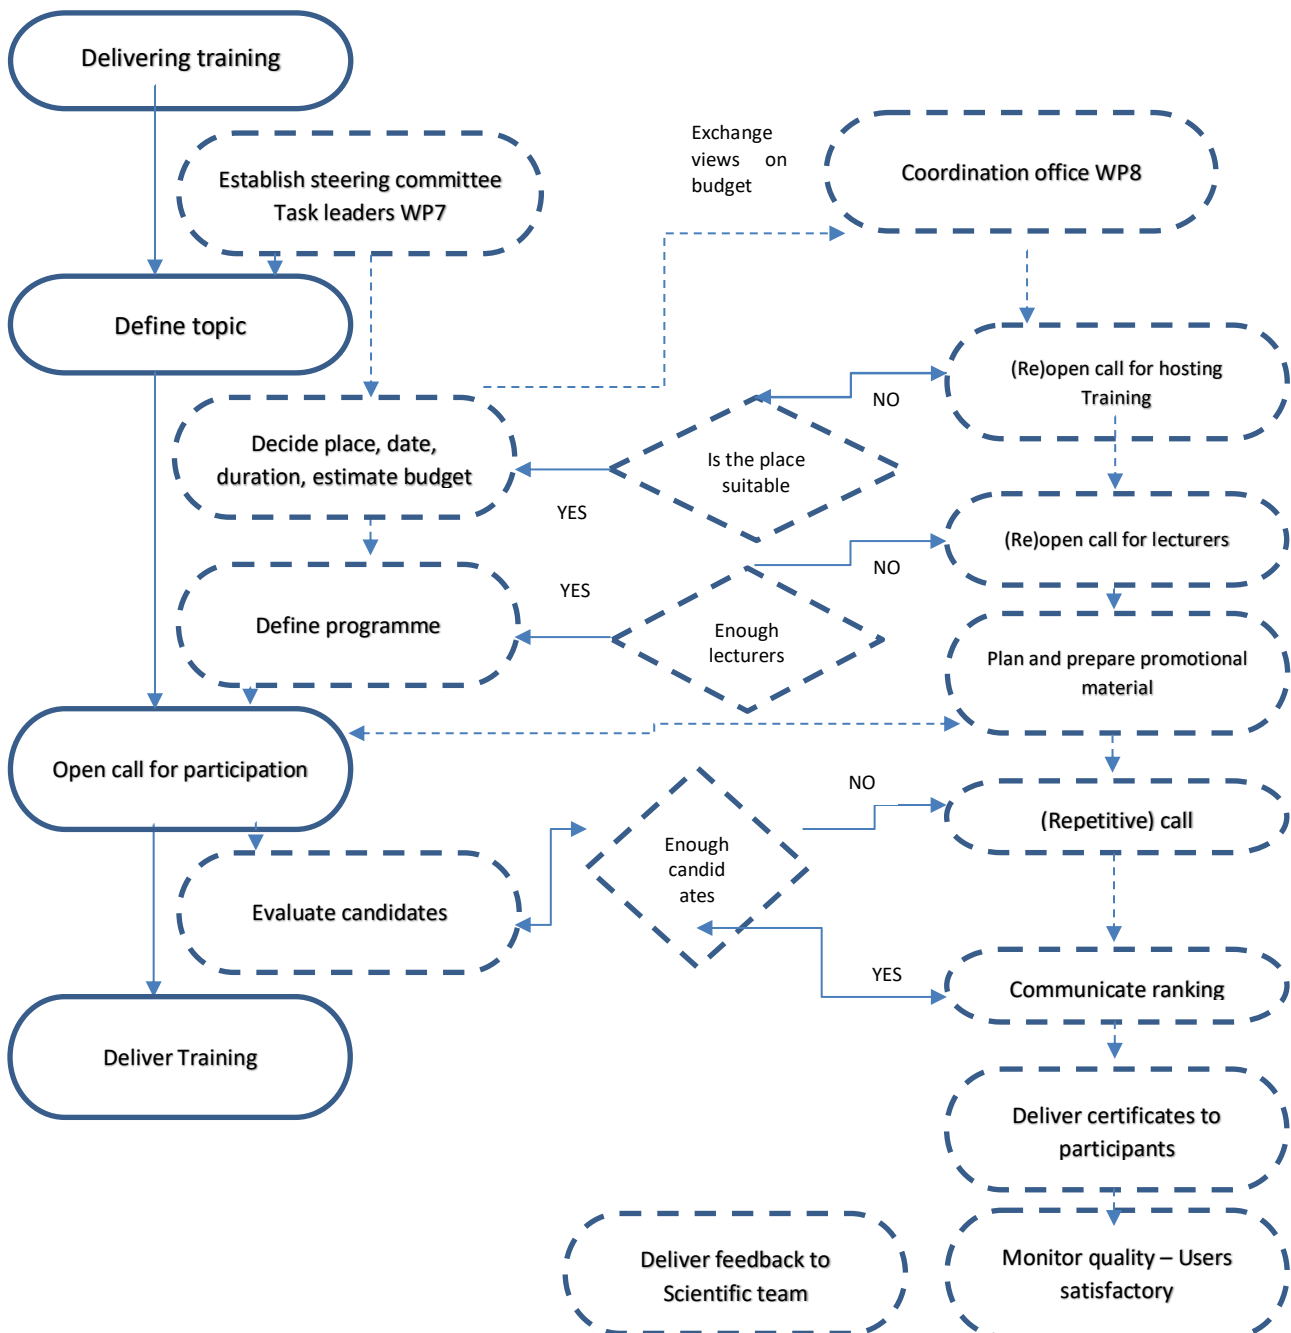 Delivering training
Establish steering committee
Task leaders WP7
Exchange
views on
budget
Coordination office WP8
Define topic
(Re)open call for hosting
Training
NO
Decide place, date,
duration, estimate budget
Is the place
suitable
YES
(Re)open call for lecturers
NO
YES
Define programme
Enough
lecturers
Plan and prepare promotional
material
Open call for participation
NO
(Repetitive) call
Enough
candid
ates
Evaluate candidates
YES
Communicate ranking
Deliver Training
Deliver certificates to
participants
Deliver feedback to
Scientific team
Monitor quality – Users
satisfactory